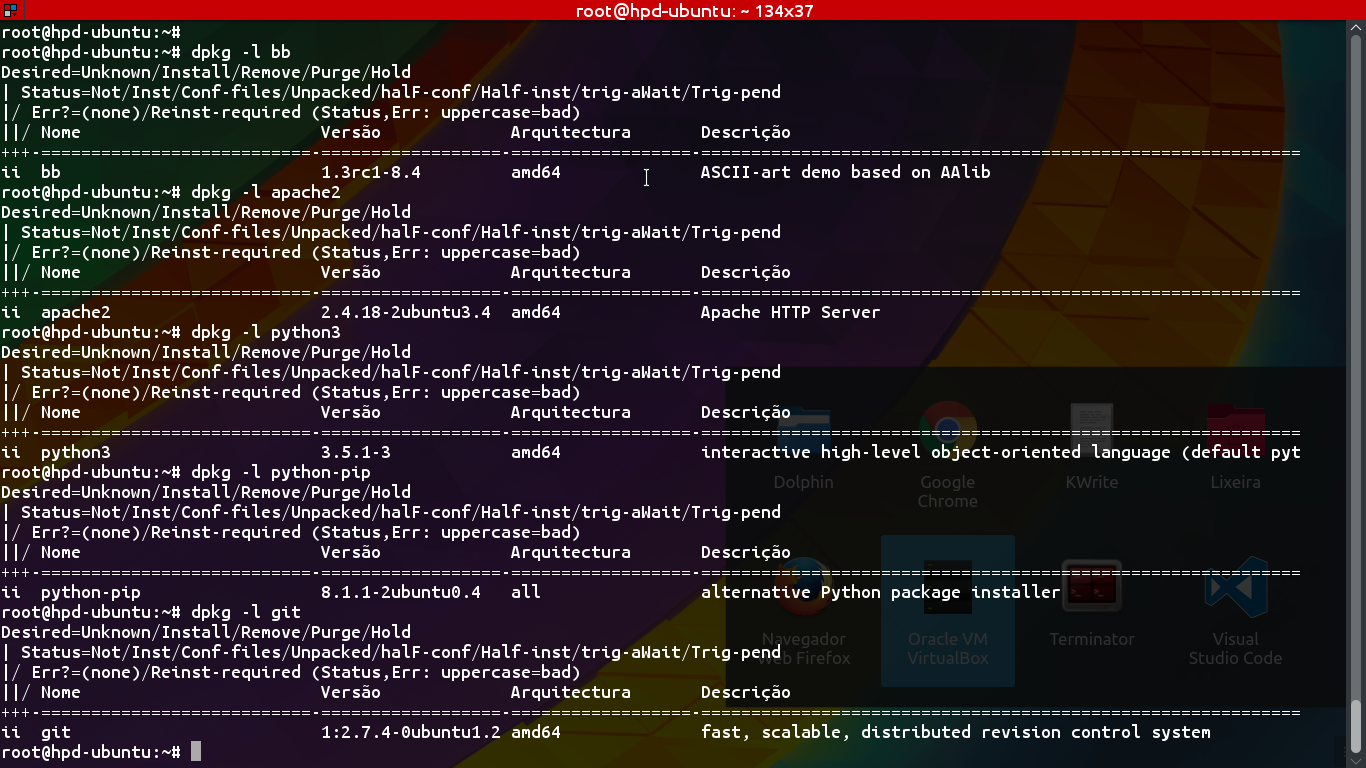 root@hpd-ubuntu: ~ 134x37
root@hpd-ubuntu:~#
root@hpd-ubuntu:~# dpkg -l bb
Desired=Unknown/Install/Remove/Purge/Hold
| Status=Not/Inst/Conf-files/Unpacked/halF-conf/Half-inst/trig-aWait/Trig-pend
|/ Err?=(none)/Reinst-required (Status,Err: uppercase=bad)
||/ Nome                        Versão             Arquitectura       Descrição
+++-===========================-==================-==================-============================================================
ii  bb                          1.3rc1-8.4         amd64              ASCII-art demo based on AAlib
root@hpd-ubuntu:~# dpkg -l apache2
Desired=Unknown/Install/Remove/Purge/Hold
| Status=Not/Inst/Conf-files/Unpacked/halF-conf/Half-inst/trig-aWait/Trig-pend
|/ Err?=(none)/Reinst-required (Status,Err: uppercase=bad)
||/ Nome                        Versão             Arquitectura       Descrição
+++-===========================-==================-==================-============================================================
ii  apache2                     2.4.18-2ubuntu3.4  amd64              Apache HTTP Server
root@hpd-ubuntu:~# dpkg -l python3
Desired=Unknown/Install/Remove/Purge/Hold
| Status=Not/Inst/Conf-files/Unpacked/halF-conf/Half-inst/trig-aWait/Trig-pend
|/ Err?=(none)/Reinst-required (Status,Err: uppercase=bad)
||/ Nome                        Versão             Arquitectura       Descrição
+++-===========================-==================-==================-============================================================
ii  python3                     3.5.1-3            amd64              interactive high-level object-oriented language (default pyt
root@hpd-ubuntu:~# dpkg -l python-pip
Desired=Unknown/Install/Remove/Purge/Hold
| Status=Not/Inst/Conf-files/Unpacked/halF-conf/Half-inst/trig-aWait/Trig-pend
|/ Err?=(none)/Reinst-required (Status,Err: uppercase=bad)
||/ Nome                        Versão             Arquitectura       Descrição
+++-===========================-==================-==================-============================================================
ii  python-pip                  8.1.1-2ubuntu0.4   all                alternative Python package installer
root@hpd-ubuntu:~# dpkg -l git
Desired=Unknown/Install/Remove/Purge/Hold
| Status=Not/Inst/Conf-files/Unpacked/halF-conf/Half-inst/trig-aWait/Trig-pend
|/ Err?=(none)/Reinst-required (Status,Err: uppercase=bad)
||/ Nome                        Versão             Arquitectura       Descrição
+++-===========================-==================-==================-============================================================
ii  git                         1:2.7.4-0ubuntu1.2 amd64              fast, scalable, distributed revision control system
root@hpd-ubuntu:~#
Dolphin
Google
Chrome
KWrite
Lixeira
Navegador
Web Firefox
Oracle VM
VirtualBox
Terminator
Visual
Studio Code